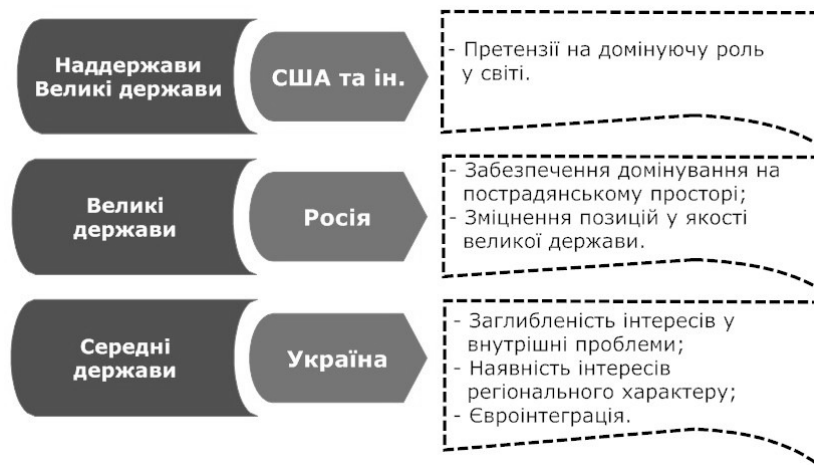 Наддержави
Великі держави
США та ін.
- Претензії на домінуючу роль
у світі.
Великі
держави
Росія
- Забезпечення домінування на
пострадянському просторі;
- Зміцнення позицій у якості
великої держави.
Середні
держави
Україна
- Заглибленість інтересів у
внутрішні проблеми;
- Наявність інтересів
регіонального характеру;
- Євроінтеграція.